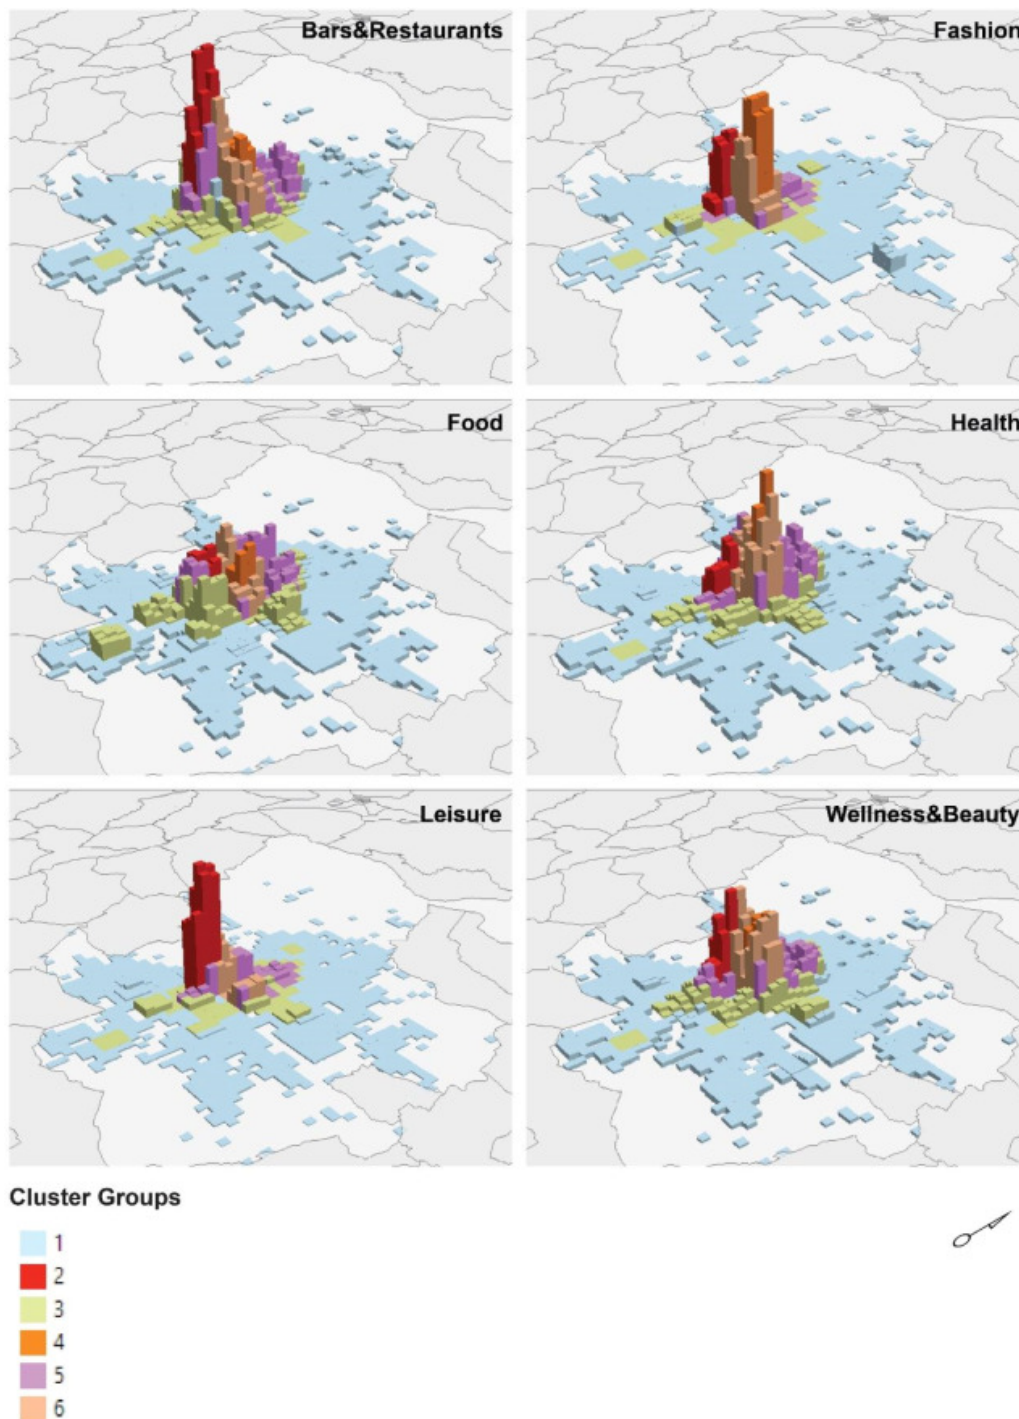 Bars&Restaurants
Fashion
Food
Health
Leisure
Wellness&Beauty
Cluster Groups
1
2
3
4
5
6